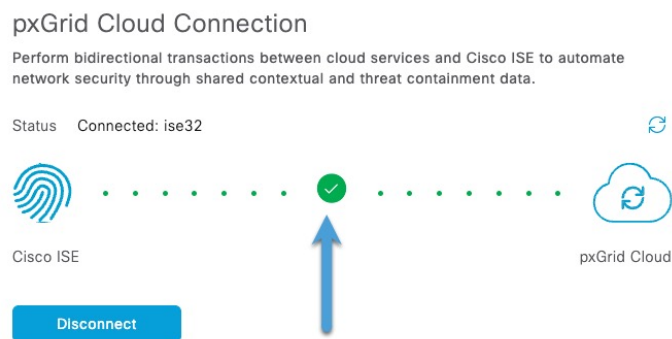 pxGrid Cloud Connection
Perform bidirectional transactions between cloud services and Cisco ISE to automate
network security through shared contextual and threat containment data.
Status Connected: ise32
Cisco ISE pxGrid Cloud
Disconnect